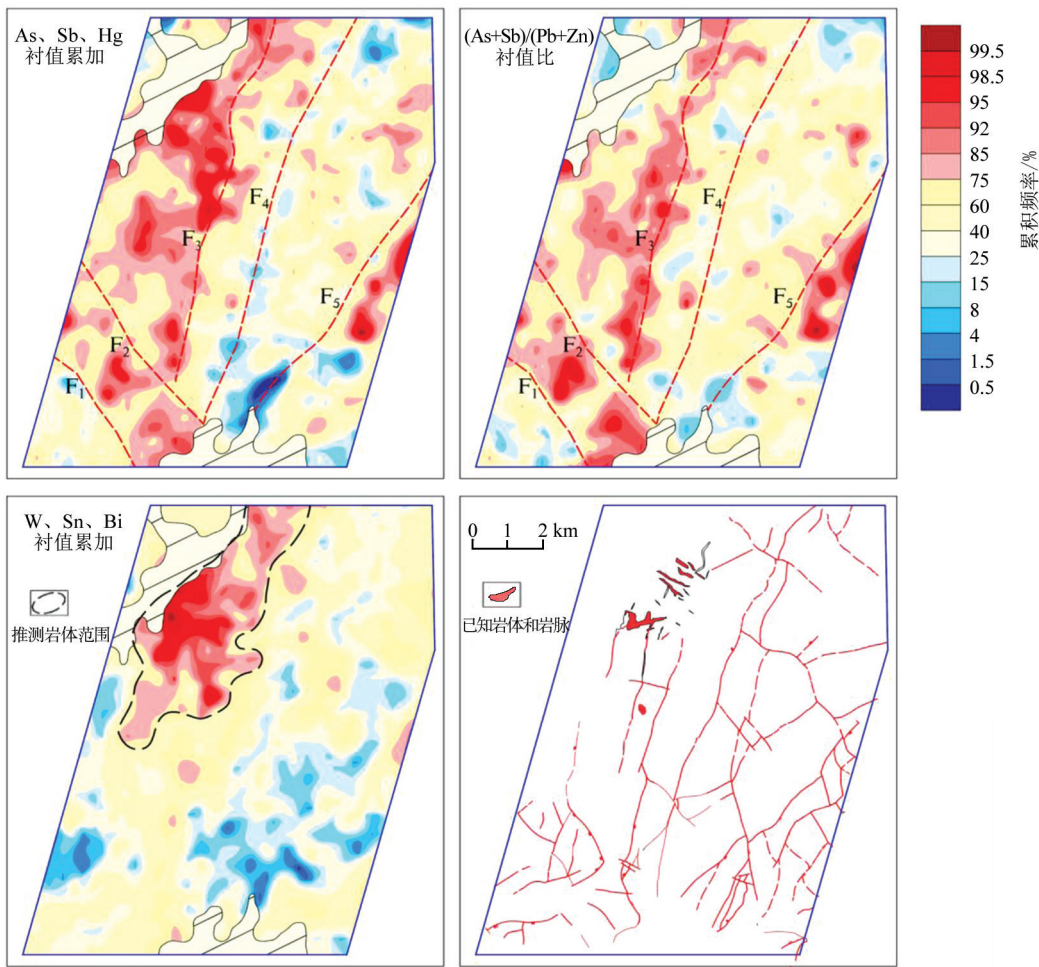 As、Sb、Hg
衬值累加
F₃
F₄
F₅
F₂
F₁
(As+Sb)/(Pb+Zn)
衬值比
F₄
F₃
F₅
F₂
F₁
99.5
98.5
95
92
85
75
60
40
25
15
8
4
1.5
0.5
累积频率/%
W、Sn、Bi
衬值累加
推测岩体范围
0 1 2 km
已知岩体和岩脉